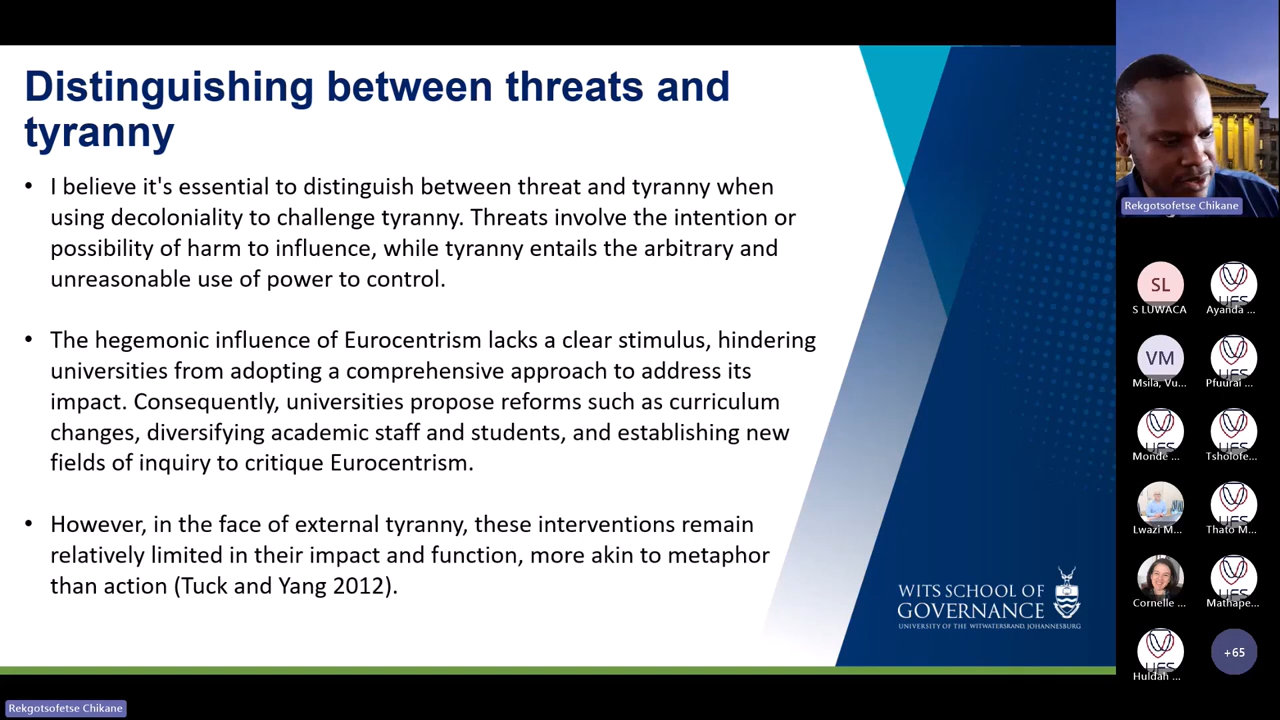 Distinguishing between threats and
tyranny
• I believe it's essential to distinguish between threat and tyranny when
using decoloniality to challenge tyranny. Threats involve the intention or
possibility of harm to influence, while tyranny entails the arbitrary and
unreasonable use of power to control.
• The hegemonic influence of Eurocentrism lacks a clear stimulus, hindering
universities from adopting a comprehensive approach to address its
impact. Consequently, universities propose reforms such as curriculum
changes, diversifying academic staff and students, and establishing new
fields of inquiry to critique Eurocentrism.
• However, in the face of external tyranny, these interventions remain
relatively limited in their impact and function, more akin to metaphor
than action (Tuck and Yang 2012).
WITS SCHOOL OF
GOVERNANCE
UNIVERSITY OF THE WITWATERSRAND, JOHANNESBURG
Rekgotsofetse Chikane
SL
S LUWACA
Ayanda ...
VM
Msila, Vu...
Pfuurai ...
Monde ...
Tsholofe...
Lwazi M...
Thato M...
Cornelle ...
Mathape...
Huldah ...
+65
Rekgotsofetse Chikane